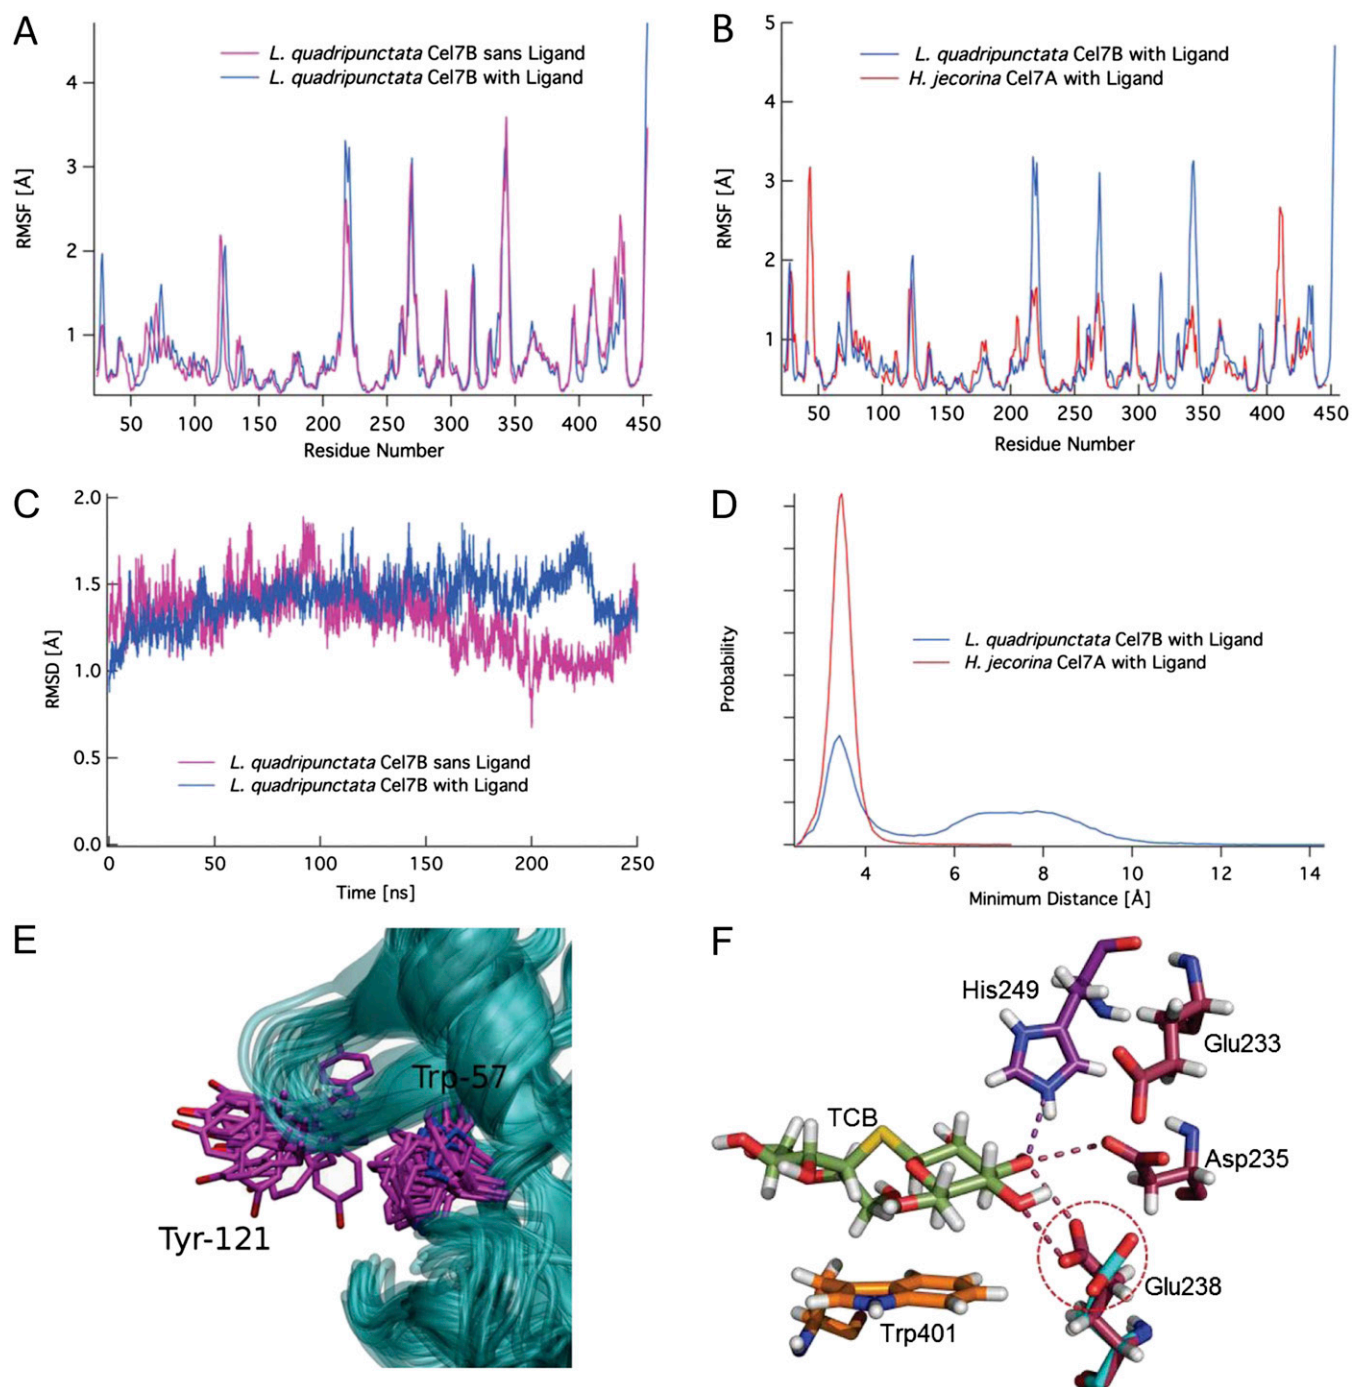 A
L. quadripunctata Cel7B sans Ligand
L. quadripunctata Cel7B with Ligand
4
3
2
1
RMSF [Å]
50 100 150 200 250 300 350 400 450
Residue Number
B
L. quadripunctata Cel7B with Ligand
H. jecorina Cel7A with Ligand
5
4
3
2
1
RMSF [Å]
50 100 150 200 250 300 350 400 450
Residue Number
C
2.0
1.5
1.0
0.5
0.0
RMSD [Å]
L. quadripunctata Cel7B sans Ligand
L. quadripunctata Cel7B with Ligand
0 50 100 150 200 250
Time [ns]
D
Probability
L. quadripunctata Cel7B with Ligand
H. jecorina Cel7A with Ligand
4 6 8 10 12 14
Minimum Distance [Å]
E
Trp-57
Tyr-121
F
His249
Glu233
TCB
Asp235
Glu238
Trp401